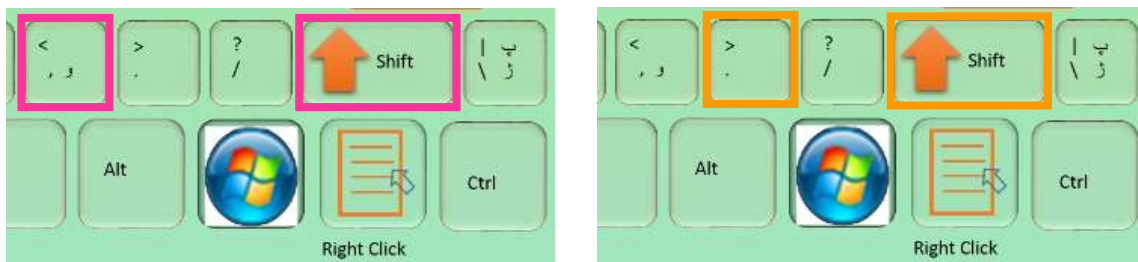 < > ? Shift | پ
, و . / \ ڑ
Alt Ctrl
Right Click
< > ? Shift | پ
, و . / \ ڑ
Alt Ctrl
Right Click